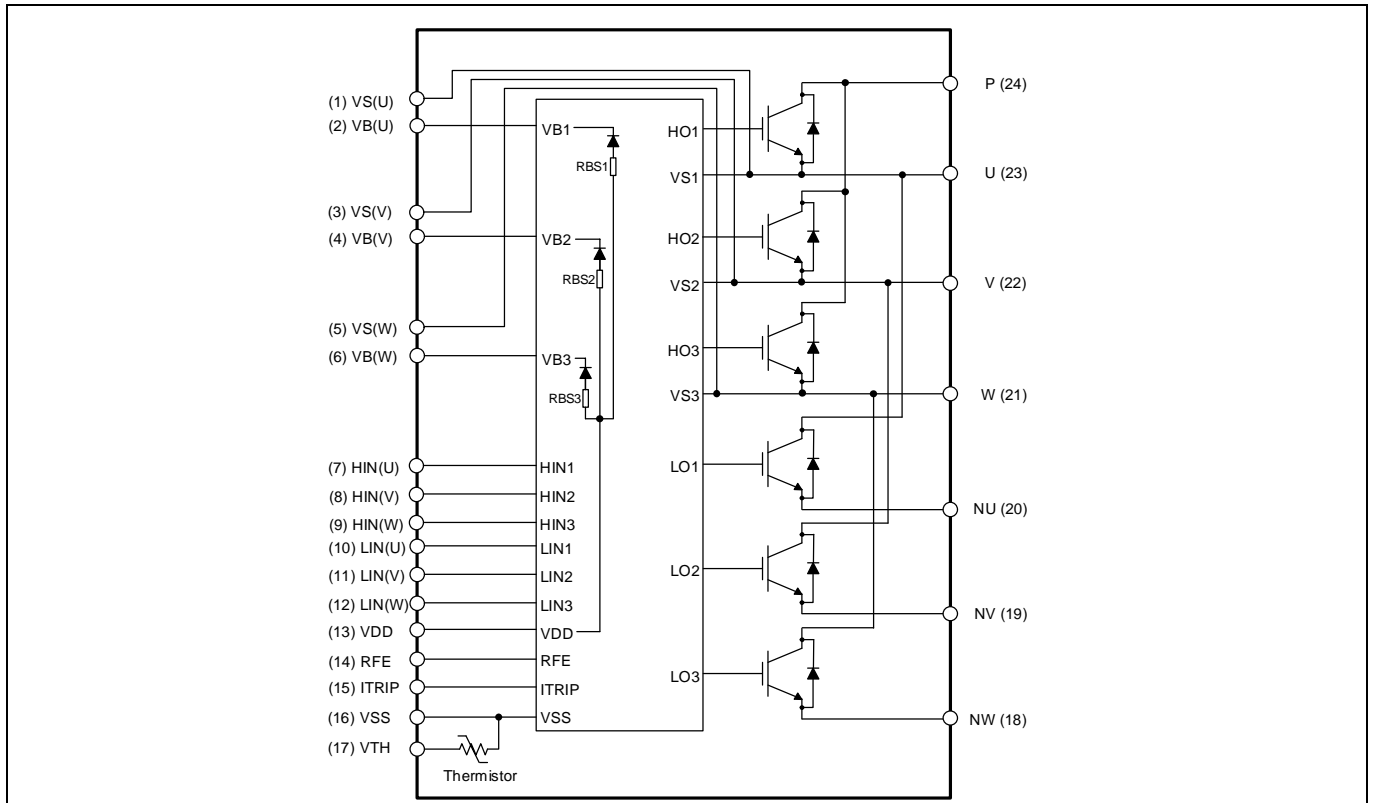 (1) VS(U)
(2) VB(U)
(3) VS(V)
(4) VB(V)
(5) VS(W)
(6) VB(W)
(7) HIN(U)
(8) HIN(V)
(9) HIN(W)
(10) LIN(U)
(11) LIN(V)
(12) LIN(W)
(13) VDD
(14) RFE
(15) ITRIP
(16) VSS
(17) VTH
Thermistor
VB1
RBS1
VB2
RBS2
VB3
RBS3
HIN1
HIN2
HIN3
LIN1
LIN2
LIN3
VDD
RFE
ITRIP
VSS
HO1
VS1
HO2
VS2
HO3
VS3
LO1
LO2
LO3
P (24)
U (23)
V (22)
W (21)
NU (20)
NV (19)
NW (18)